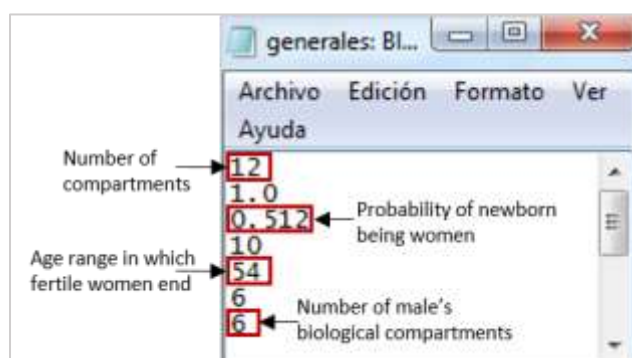 generales: Bl...
Archivo Edición Formato Ver
Ayuda
Number of
compartments
12
1.0
0.512
Probability of newborn
being women
10
Age range in which
fertile women end
54
6
6
Number of male's
biological compartments